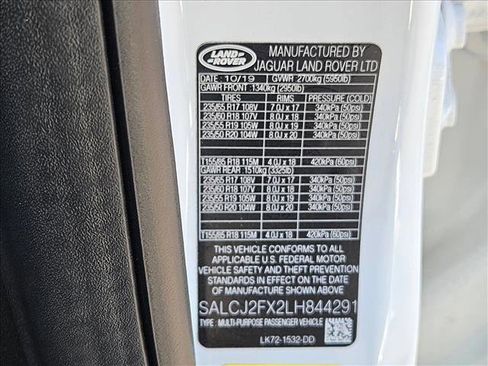 LAND-
ROVER
MANUFACTURED BY
JAGUAR LAND ROVER LTD
DATE: 10/19 GVWR :2700kg (5950lb)
GAWR FRONT: 1340kg (2950lb)
TIRES RIMS PRESSURE (COLD)
235/65 R17 108V 7.0J x 17 340kPa (50psi)
235/60 R18 107V 8.0J x 18 340kPa (50psi)
235/55 R19 105W 8.0J x 19 340kPa (50psi)
235/50 R20 104W 8.0J x 20 340kPa (50psi)
T155/85 R18 115M 4.0J x 18 420kPa (60psi)
GAWR REAR: 1510kg (3325lb)
235/65 R17 108V 7.0J x 17 340kPa (50psi)
235/60 R18 107V 8.0J x 18 340kPa (50psi)
235/55 R19 105W 8.0J x 19 340kPa (50psi)
235/50 R20 104W 8.0J x 20 340kPa (50psi)
T155/85 R18 115M 4.0J x 18 420kPa (60psi)
THIS VEHICLE CONFORMS TO ALL
APPLICABLE U.S. FEDERAL MOTOR
VEHICLE SAFETY AND THEFT PREVENTION
STANDARDS IN EFFECT ON THE DATE OF
MANUFACTURE SHOWN ABOVE
SALCJ2FX2LH844291
TYPE: MULTI-PURPOSE PASSENGER VEHICLE
LK72-1532-DD